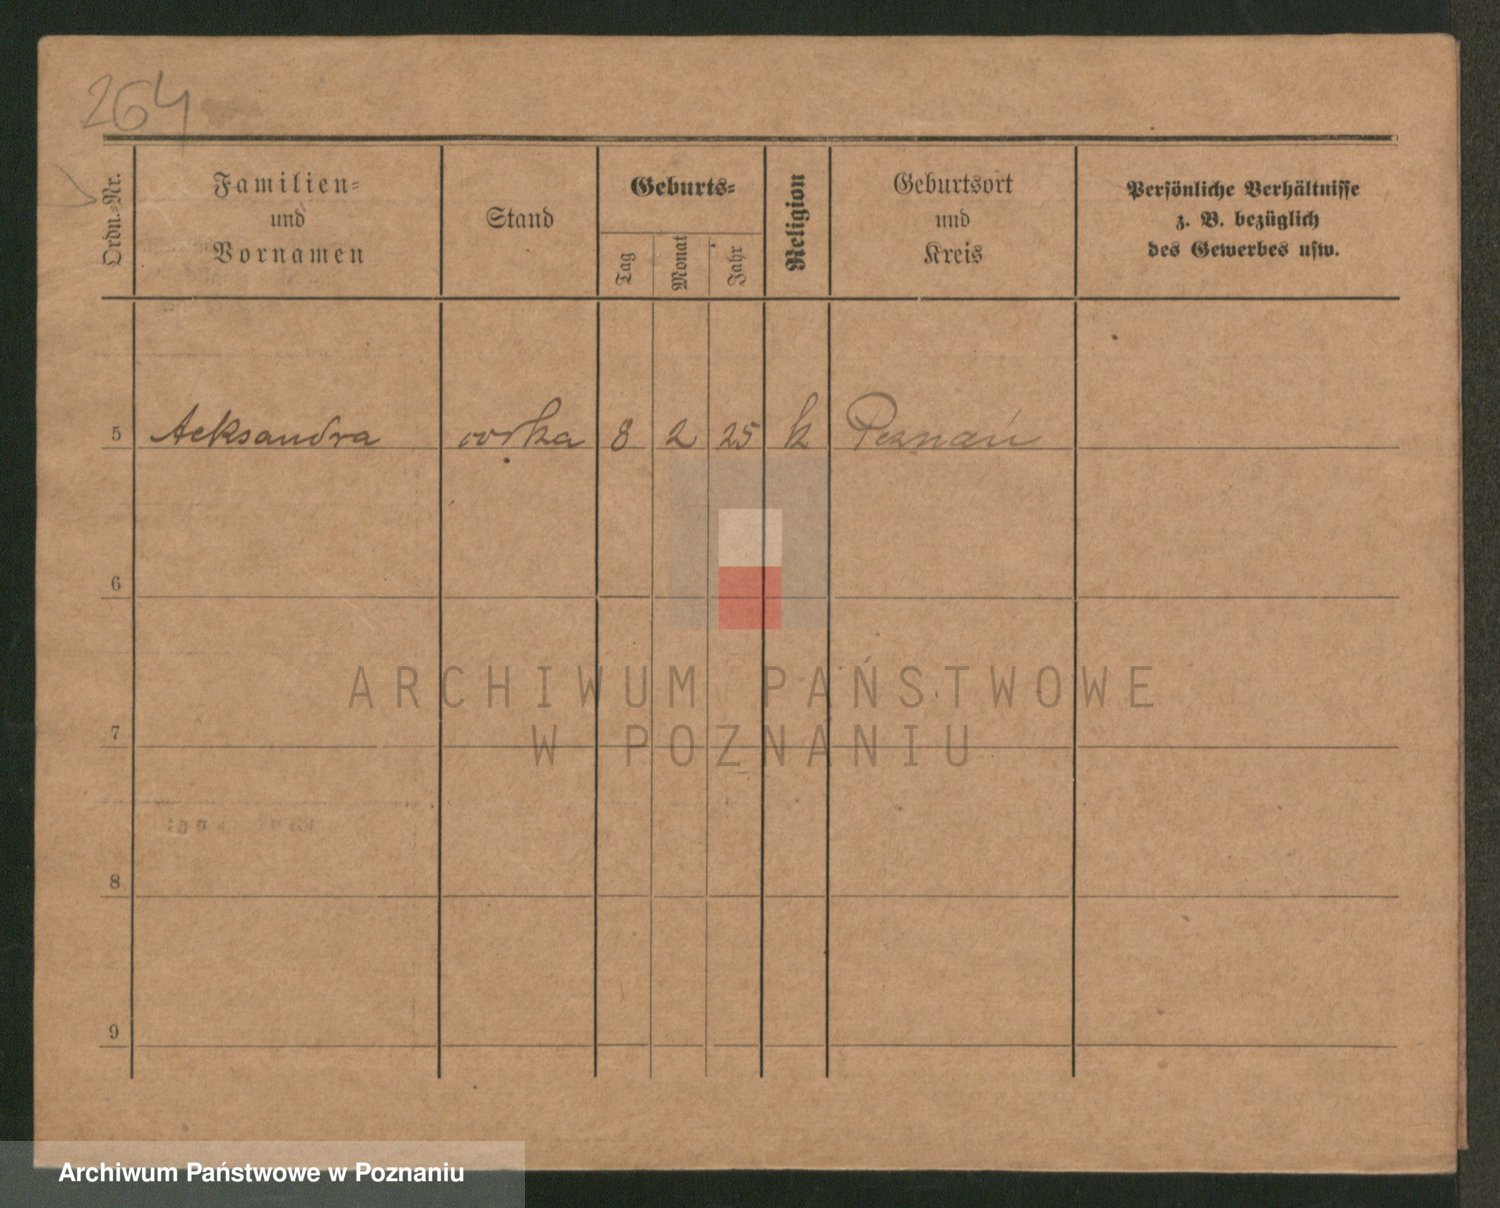 264
Ordn.-Nr.
Familien-
und
Vornamen
Stand
Geburts-
Tag
Monat
Jahr
Religion
Geburtsort
und
Kreis
Persönliche Verhältnisse
z. B. bezüglich
des Gewerbes usw.
5 Aleksandra córka 8 2 25 k Poznań
6
7
8
9
ARCHIWUM PAŃSTWOWE
W POZNANIU
Archiwum Państwowe w Poznaniu